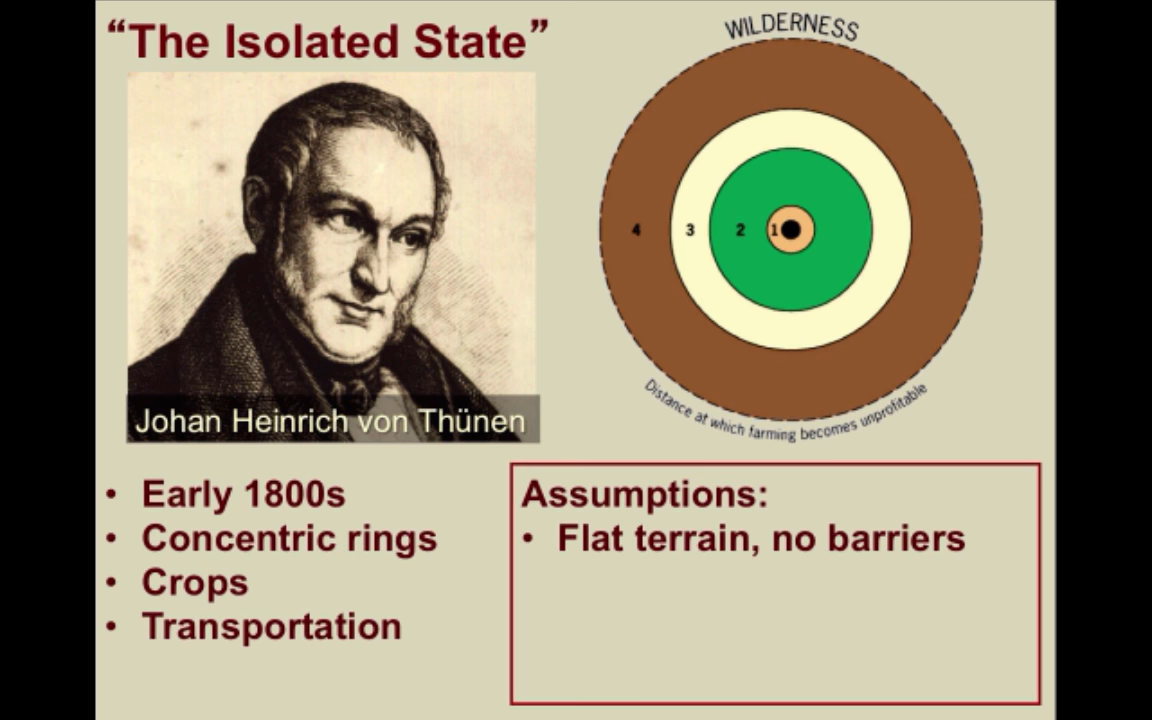 “The Isolated State”
WILDERNESS
4 3 2 1
Distance at which farming becomes unprofitable
Johan Heinrich von Thünen
• Early 1800s
• Concentric rings
• Crops
• Transportation
Assumptions:
• Flat terrain, no barriers